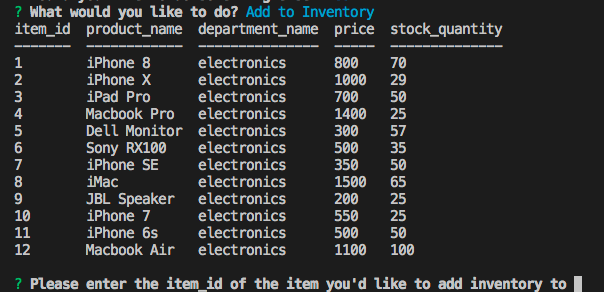 ? What would you like to do? Add to Inventory
item_id  product_name  department_name  price  stock_quantity
-------  ------------  ---------------  -----  --------------
1        iPhone 8      electronics      800    70
2        iPhone X      electronics      1000   29
3        iPad Pro      electronics      700    50
4        Macbook Pro   electronics      1400   25
5        Dell Monitor  electronics      300    57
6        Sony RX100    electronics      500    35
7        iPhone SE     electronics      350    50
8        iMac          electronics      1500   65
9        JBL Speaker   electronics      200    25
10       iPhone 7      electronics      550    25
11       iPhone 6s     electronics      500    50
12       Macbook Air   electronics      1100   100
? Please enter the item_id of the item you'd like to add inventory to